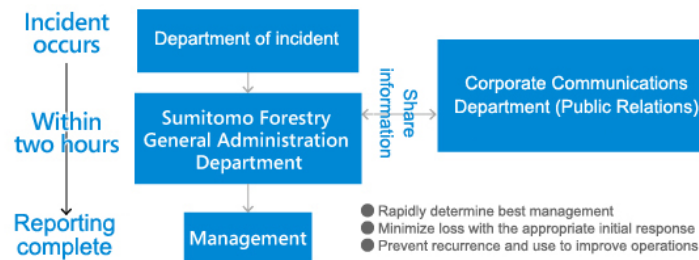 Incident
occurs
Department of incident
Within
two hours
Sumitomo Forestry
General Administration
Department
Share
information
Corporate Communications
Department (Public Relations)
Reporting
complete
Management
● Rapidly determine best management
● Minimize loss with the appropriate initial response
● Prevent recurrence and use to improve operations